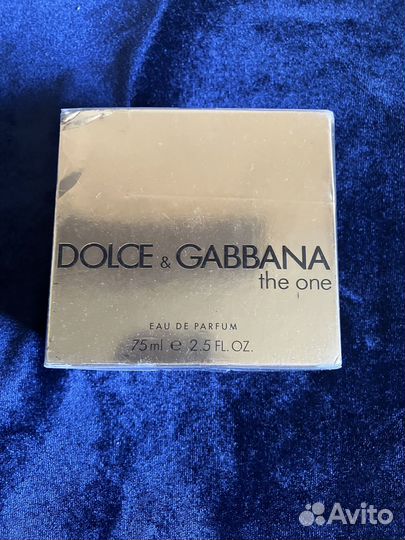 DOLCE & GABBANA
the one
EAU DE PARFUM
75ml e 2.5 FL. OZ.
Avito